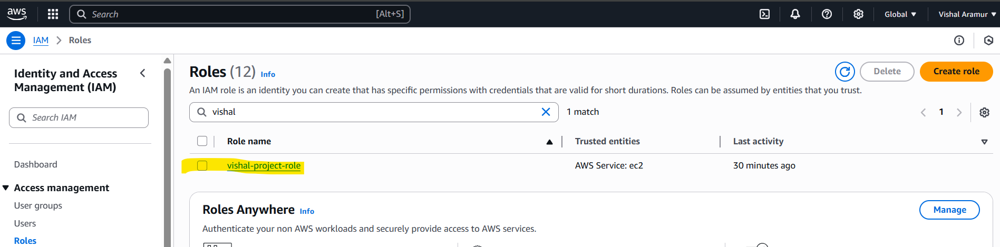 aws
Search [Alt+S]
Global
Vishal Aramur
IAM
Roles
Identity and Access
Management (IAM)
Search IAM
Dashboard
Access management
User groups
Users
Roles
Roles (12) Info
Delete
Create role
An IAM role is an identity you can create that has specific permissions with credentials that are valid for short durations. Roles can be assumed by entities that you trust.
vishal
1 match
1
Role name
Trusted entities
Last activity
vishal-project-role
AWS Service: ec2
30 minutes ago
Roles Anywhere Info
Manage
Authenticate your non AWS workloads and securely provide access to AWS services.